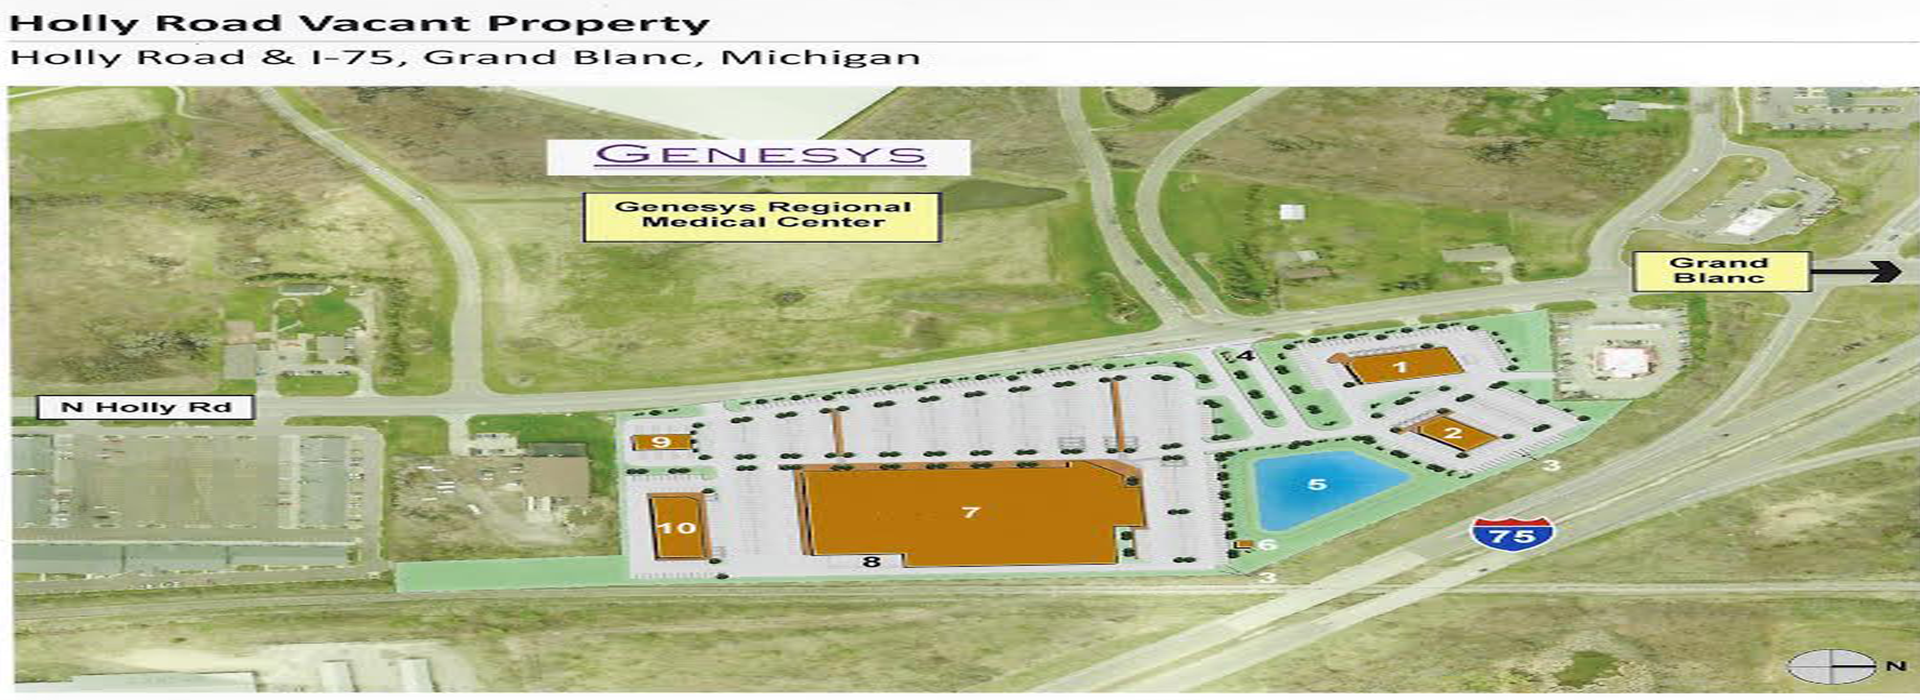 Holly Road Vacant Property
Holly Road & I-75, Grand Blanc, Michigan
GENESYS
Genesys Regional
Medical Center
Grand
Blanc
N Holly Rd
4
1
2
3
9
5
10
7
75
6
8
3
N